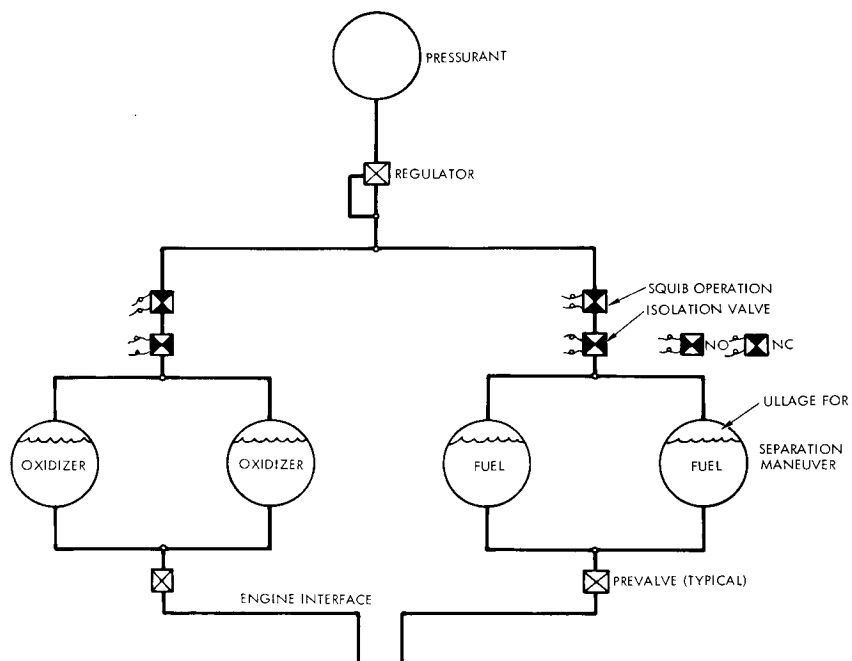 PRESSURANT
REGULATOR
SQUIB OPERATION
ISOLATION VALVE
NO
NC
ULLAGE FOR
SEPARATION
MANEUVER
OXIDIZER
OXIDIZER
FUEL
FUEL
PREVALVE (TYPICAL)
ENGINE INTERFACE